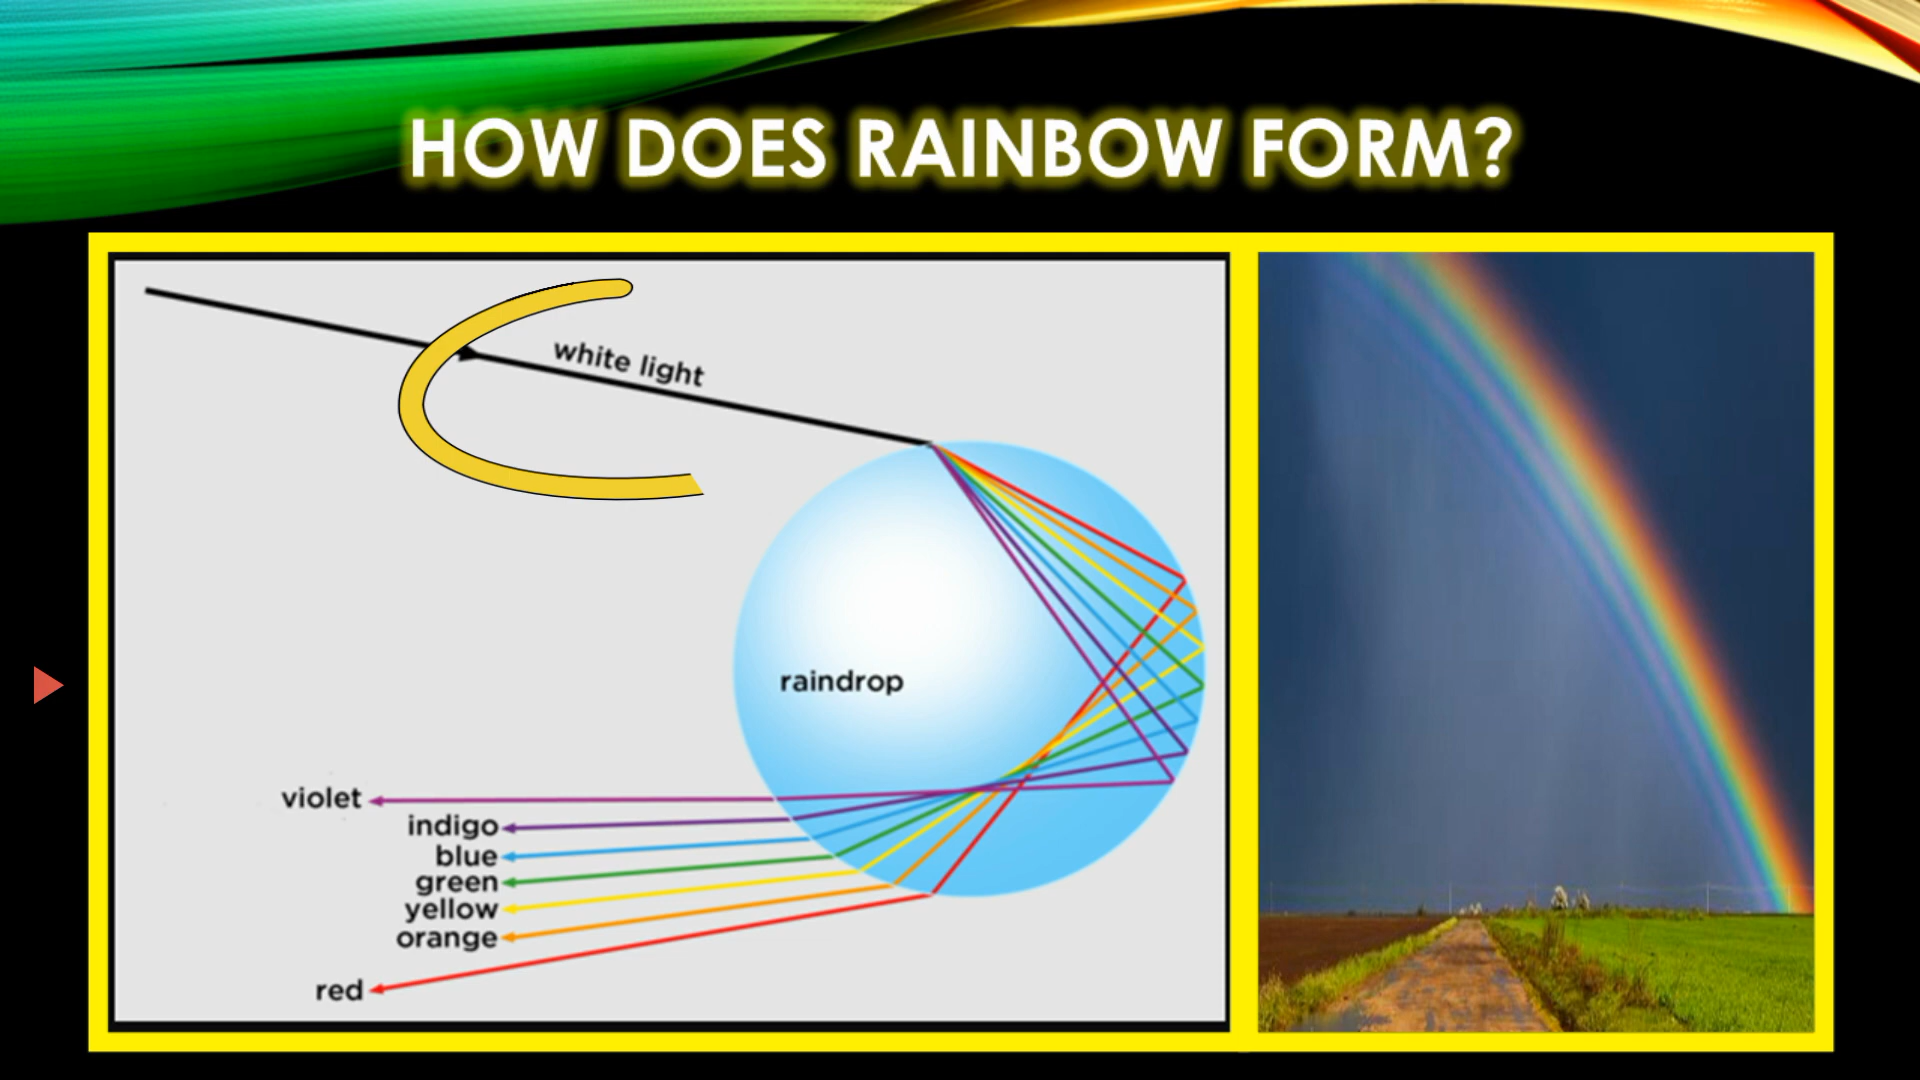 HOW DOES RAINBOW FORM?
white light
raindrop
violet
indigo
blue
green
yellow
orange
red